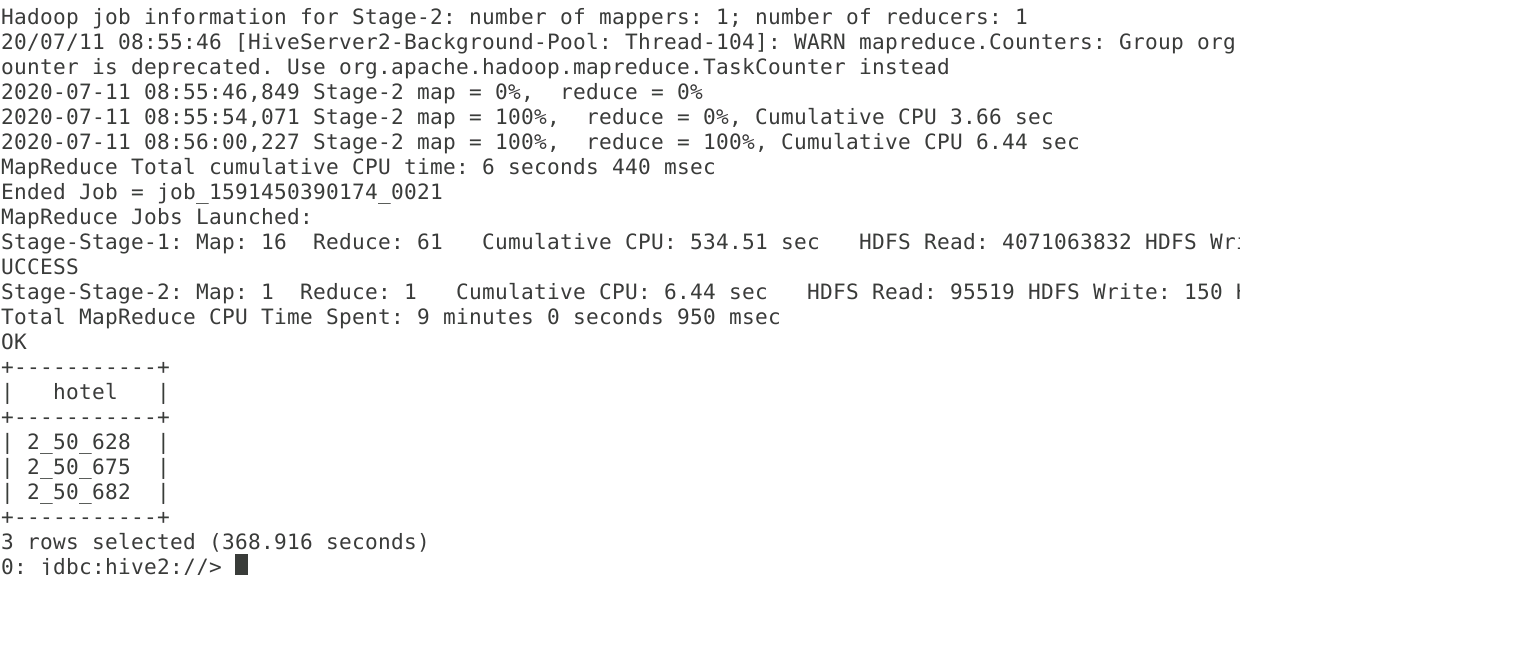 Hadoop job information for Stage-2: number of mappers: 1; number of reducers: 1
20/07/11 08:55:46 [HiveServer2-Background-Pool: Thread-104]: WARN mapreduce.Counters: Group org
ounter is deprecated. Use org.apache.hadoop.mapreduce.TaskCounter instead
2020-07-11 08:55:46,849 Stage-2 map = 0%,  reduce = 0%
2020-07-11 08:55:54,071 Stage-2 map = 100%,  reduce = 0%, Cumulative CPU 3.66 sec
2020-07-11 08:56:00,227 Stage-2 map = 100%,  reduce = 100%, Cumulative CPU 6.44 sec
MapReduce Total cumulative CPU time: 6 seconds 440 msec
Ended Job = job_1591450390174_0021
MapReduce Jobs Launched:
Stage-Stage-1: Map: 16  Reduce: 61   Cumulative CPU: 534.51 sec   HDFS Read: 4071063832 HDFS Wr
UCCESS
Stage-Stage-2: Map: 1  Reduce: 1   Cumulative CPU: 6.44 sec   HDFS Read: 95519 HDFS Write: 150
Total MapReduce CPU Time Spent: 9 minutes 0 seconds 950 msec
OK
+-----------+
|   hotel   |
+-----------+
| 2_50_628  |
| 2_50_675  |
| 2_50_682  |
+-----------+
3 rows selected (368.916 seconds)
0: jdbc:hive2://>